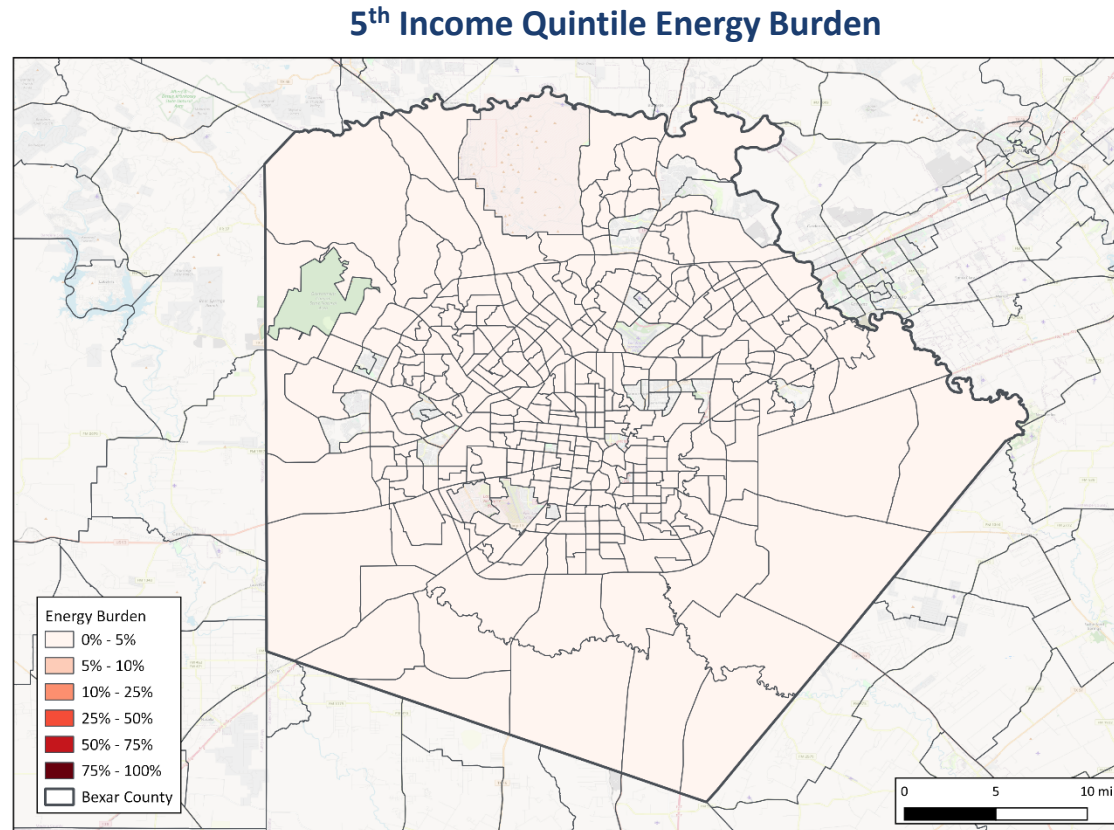 5th Income Quintile Energy Burden
Energy Burden
0% - 5%
5% - 10%
10% - 25%
25% - 50%
50% - 75%
75% - 100%
Bexar County
0 5 10 mi